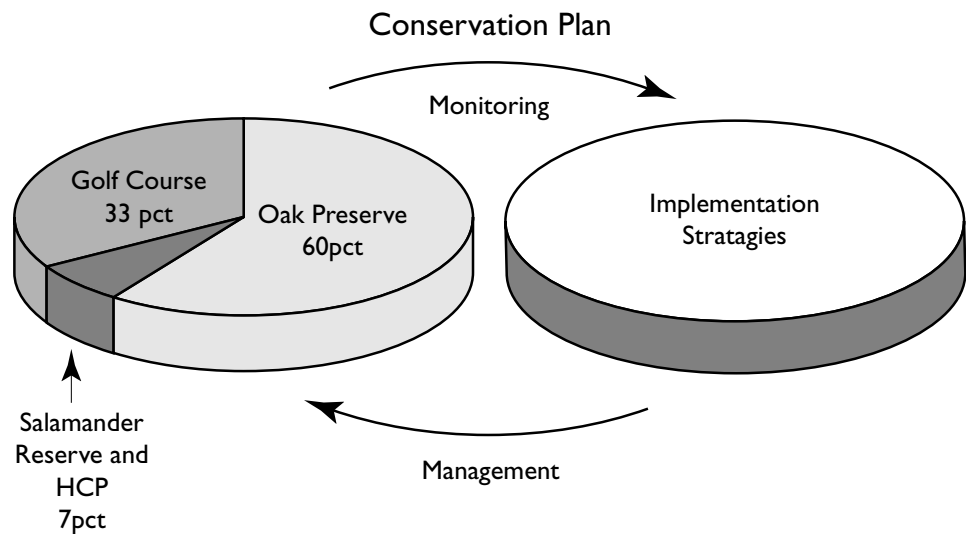 Conservation Plan
Monitoring
Golf Course
33 pct
Oak Preserve
60pct
Implementation
Stratagies
Salamander
Reserve and
HCP
7pct
Management